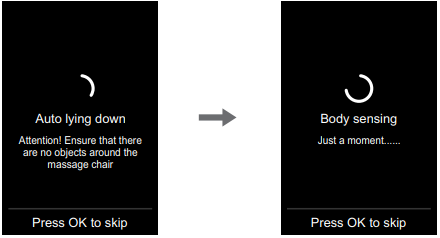 Auto lying down
Attention! Ensure that there
are no objects around the
massage chair
Press OK to skip
Body sensing
Just a moment......
Press OK to skip